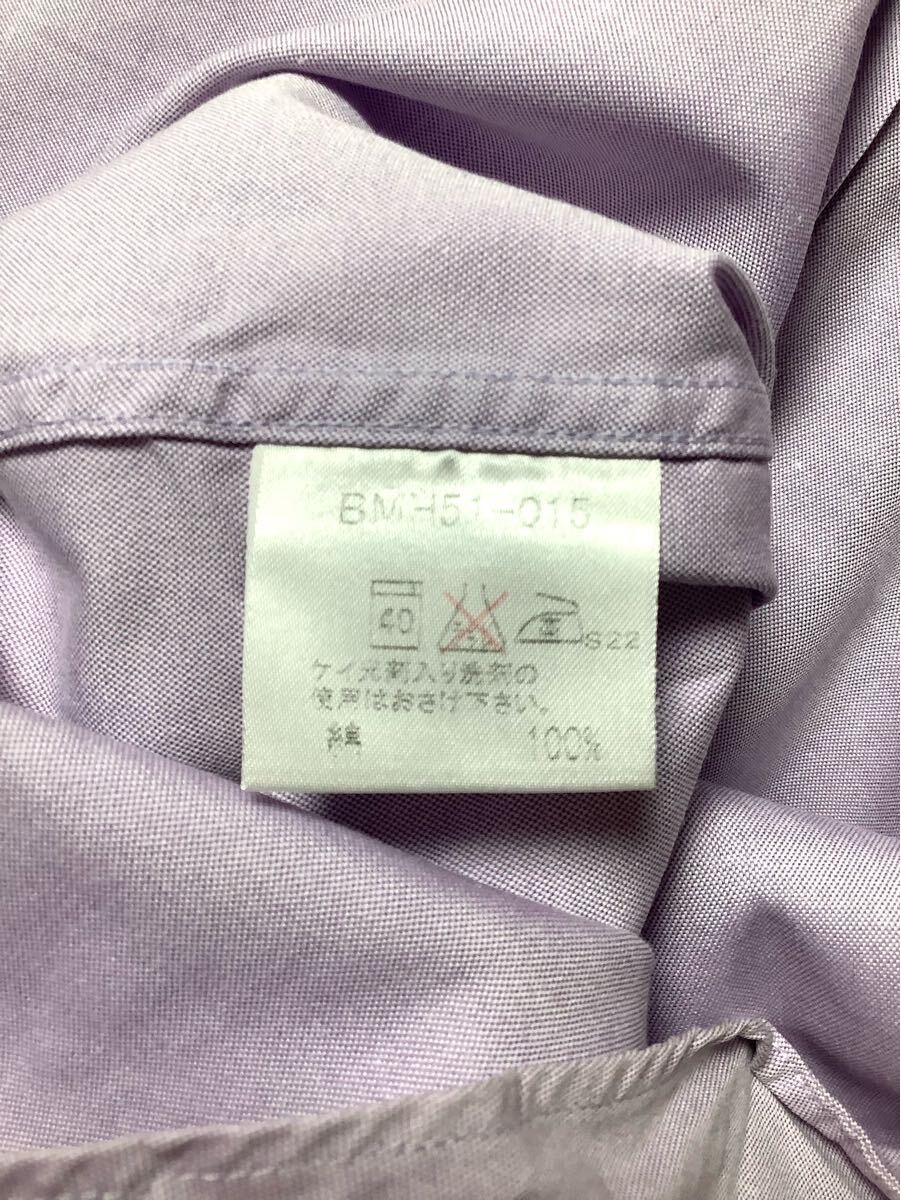 BMH51-015
40 S22
ケイ光剤入り洗剤の
使用はおさけ下さい。
綿 100%